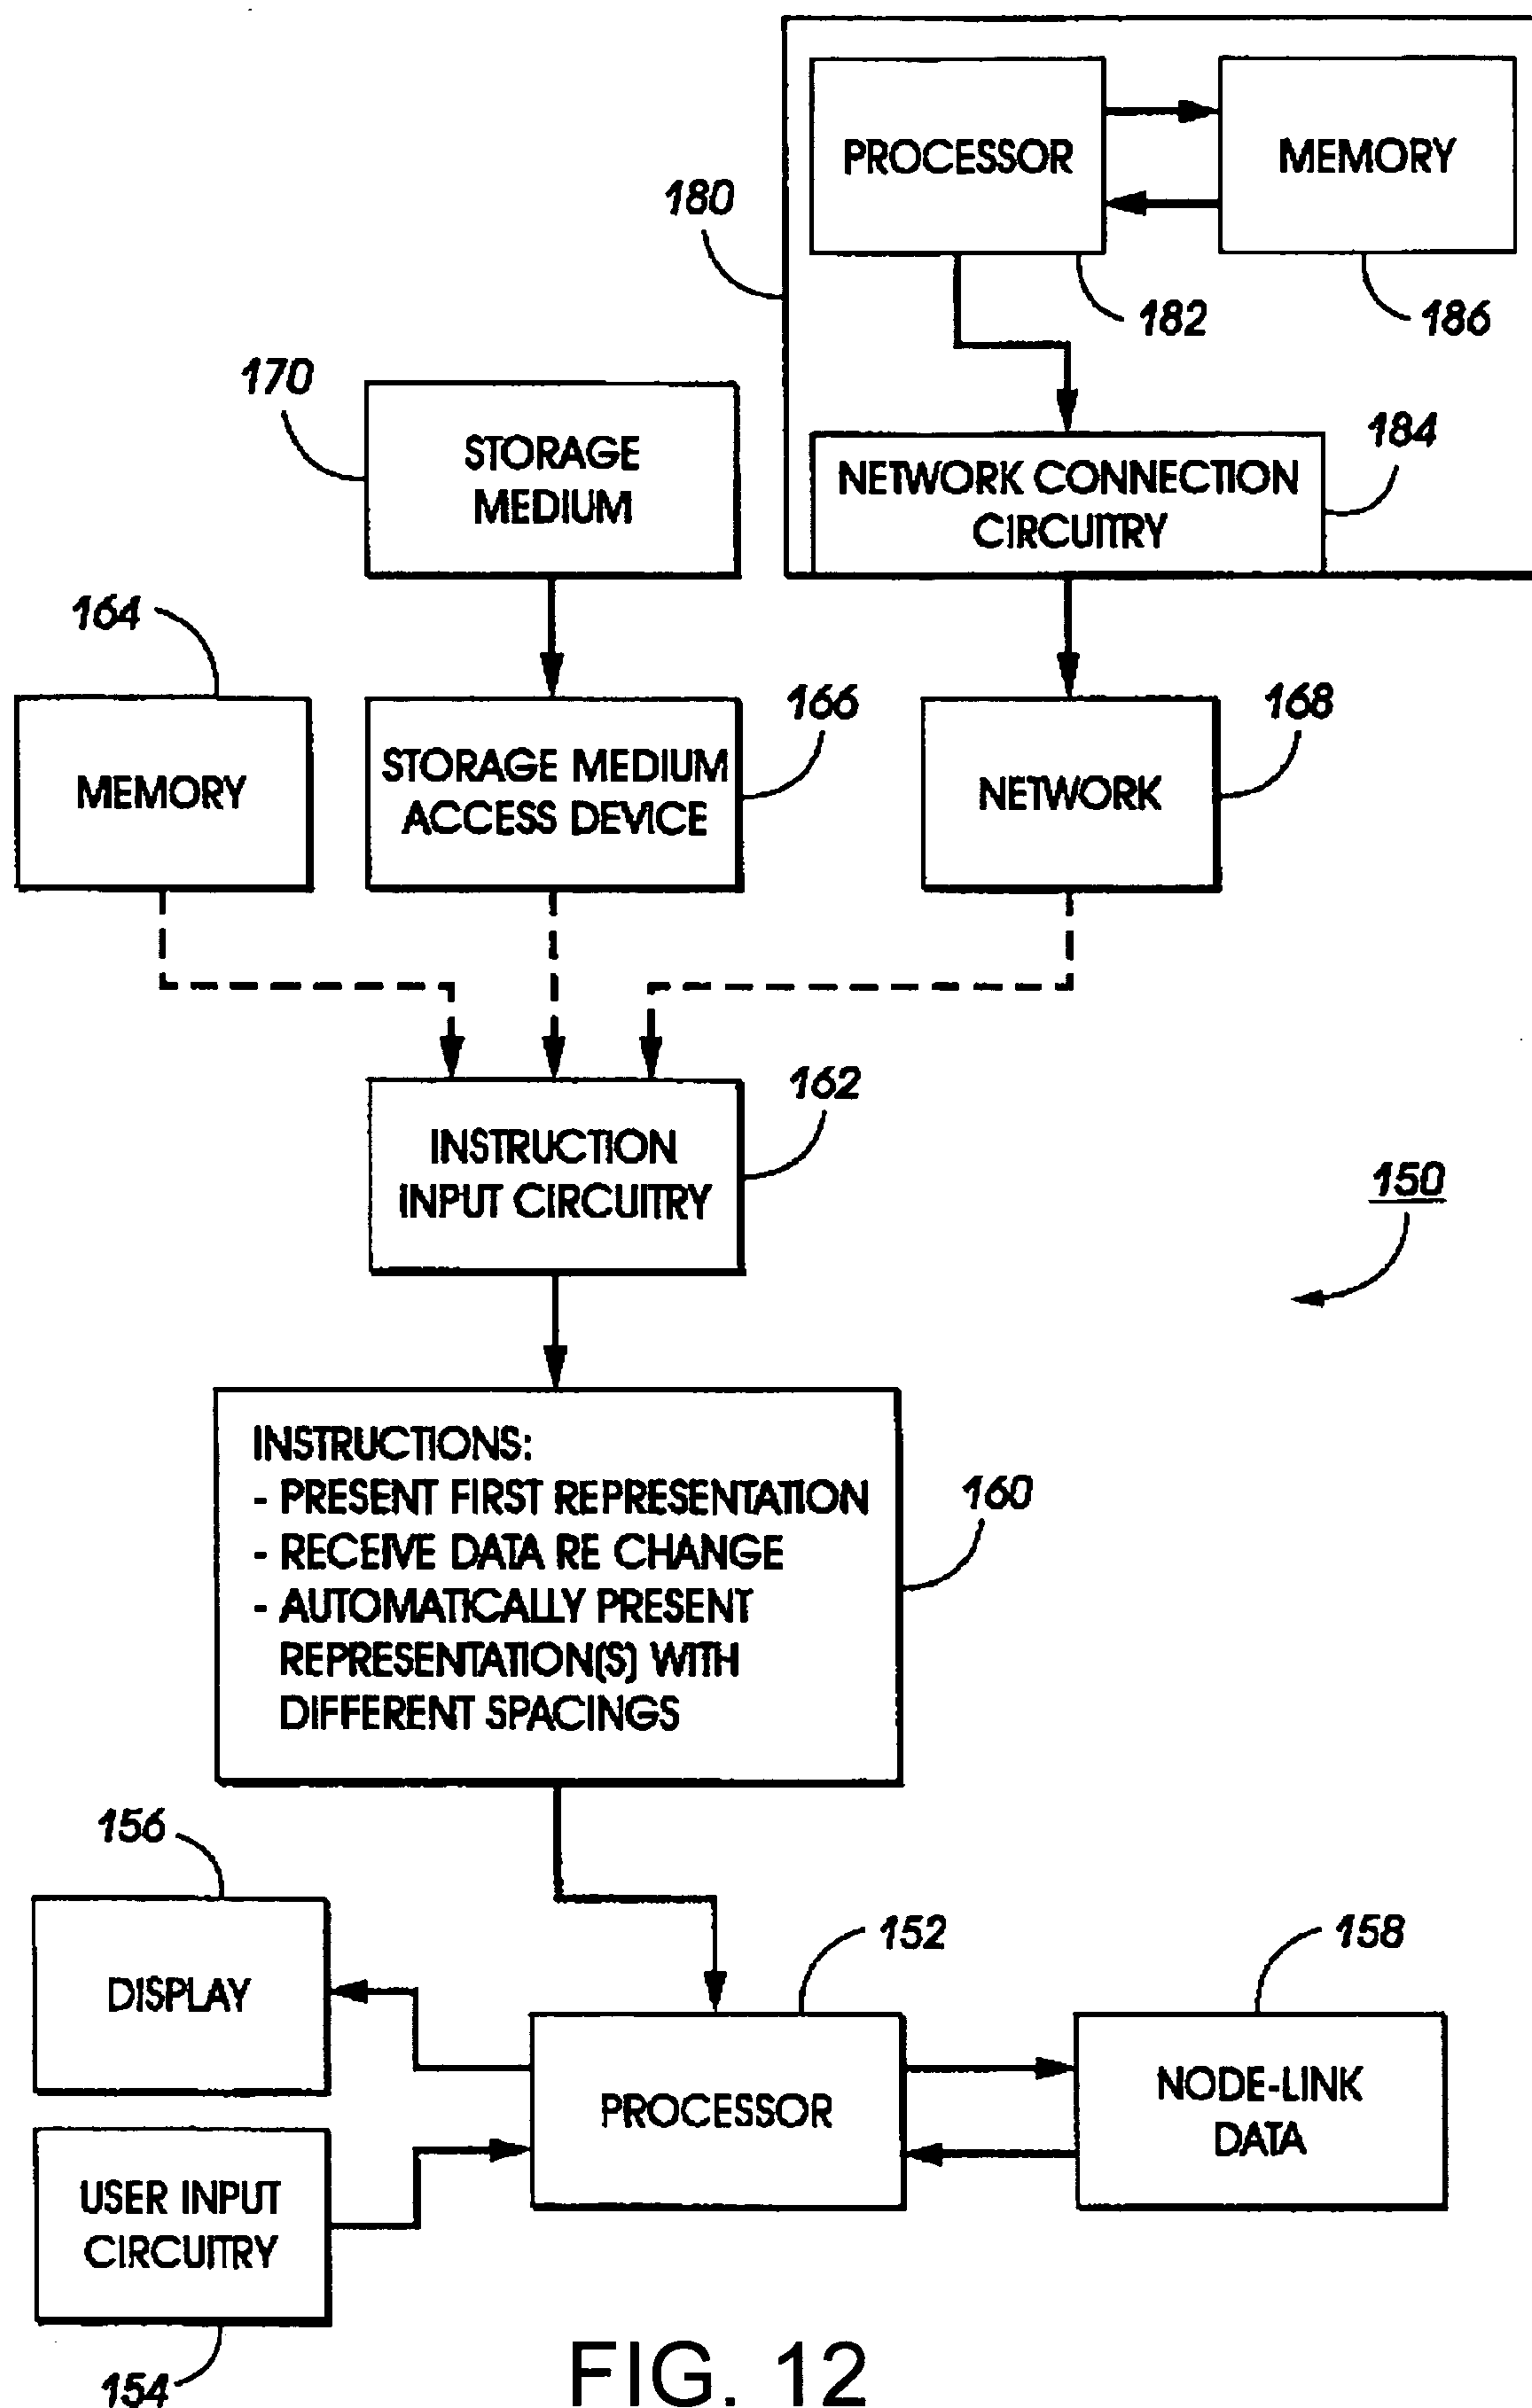 PROCESSOR
MEMORY
180
182
186
170
STORAGE
MEDIUM
184
NETWORK CONNECTION
CIRCUITRY
164
166
168
MEMORY
STORAGE MEDIUM
ACCESS DEVICE
NETWORK
162
INSTRUCTION
INPUT CIRCUITRY
150
INSTRUCTIONS:
- PRESENT FIRST REPRESENTATION
- RECEIVE DATA RE CHANGE
- AUTOMATICALLY PRESENT
REPRESENTATION(S) WITH
DIFFERENT SPACINGS
160
156
152
158
DISPLAY
PROCESSOR
NODE-LINK
DATA
USER INPUT
CIRCUITRY
154
FIG. 12